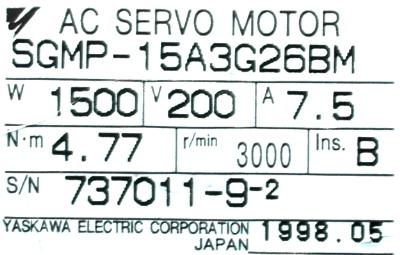 AC SERVO MOTOR
SGMP-15A3G26BM
W 1500 V 200 A 7.5
N·m 4.77 r/min 3000 Ins. B
S/N 737011-9-2
YASKAWA ELECTRIC CORPORATION 1998.05
JAPAN